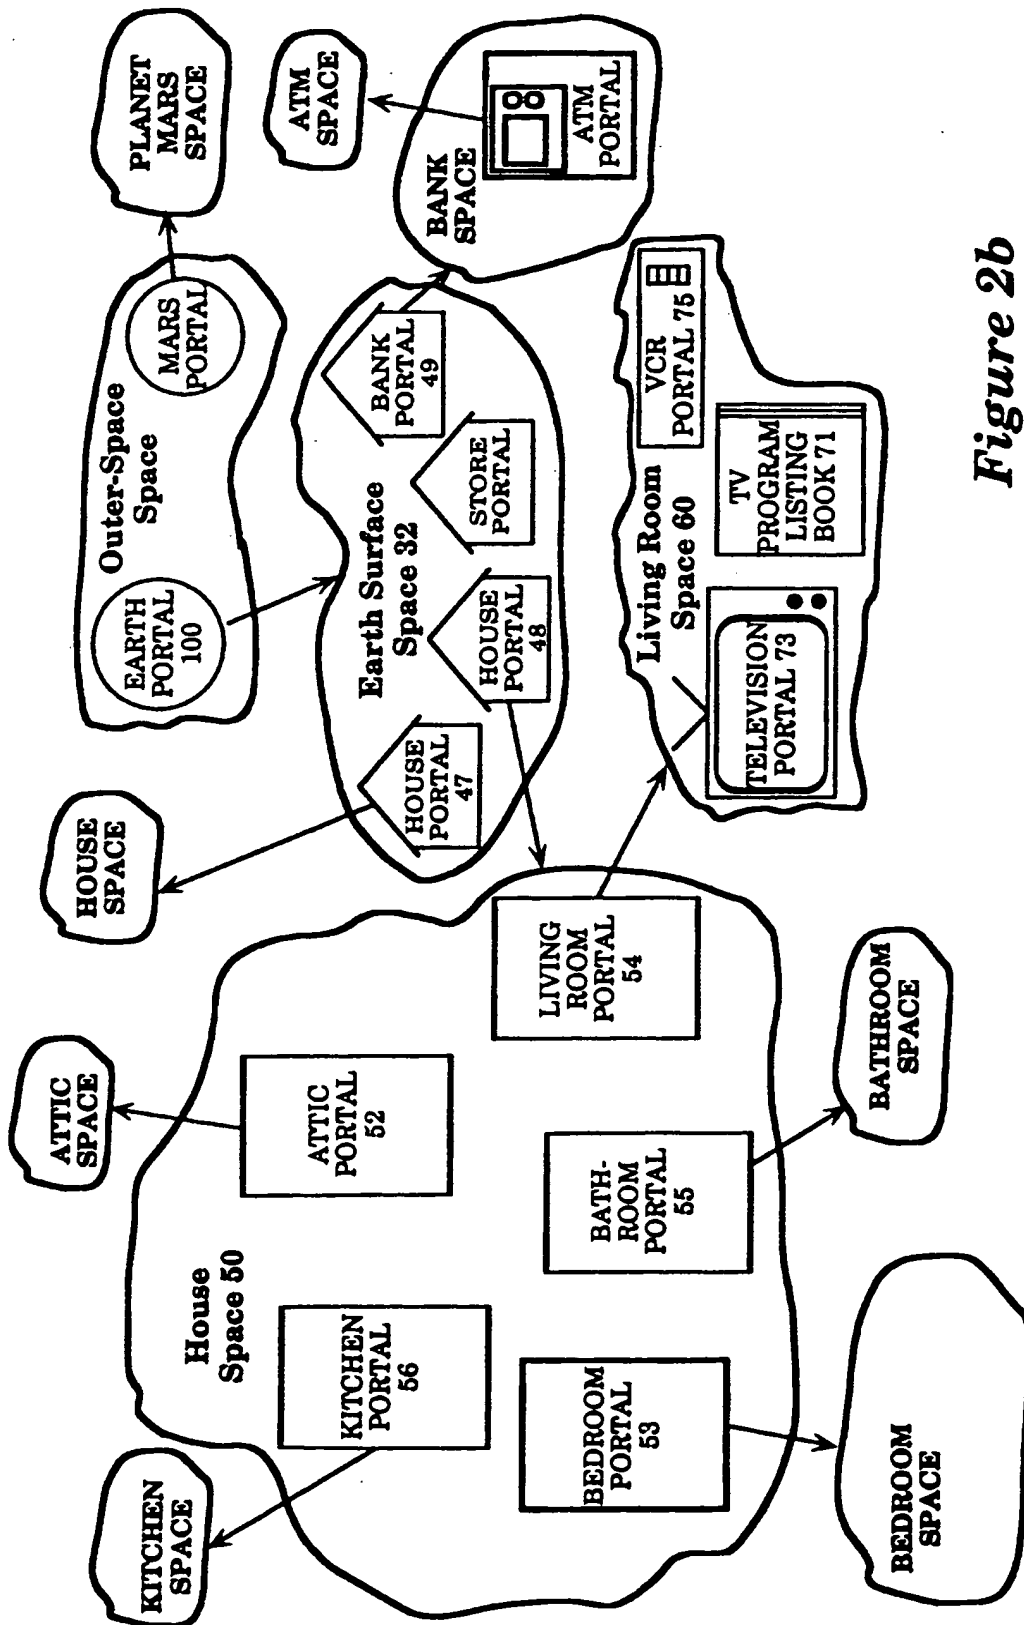 KITCHEN
SPACE
ATTIC
SPACE
HOUSE
SPACE
PLANET
MARS
SPACE
ATM
SPACE
House
Space 50
KITCHEN
PORTAL
56
ATTIC
PORTAL
52
BEDROOM
PORTAL
53
BATH-
ROOM
PORTAL
55
LIVING
ROOM
PORTAL
54
Outer-Space
Space
EARTH
PORTAL
100
MARS
PORTAL
Earth Surface
Space 32
HOUSE
PORTAL
47
HOUSE
PORTAL
48
STORE
PORTAL
BANK
PORTAL
49
BANK
SPACE
ATM
PORTAL
Living Room
Space 60
TELEVISION
PORTAL 73
TV
PROGRAM
LISTING
BOOK 71
VCR
PORTAL 75
BEDROOM
SPACE
BATHROOM
SPACE
Figure 2b